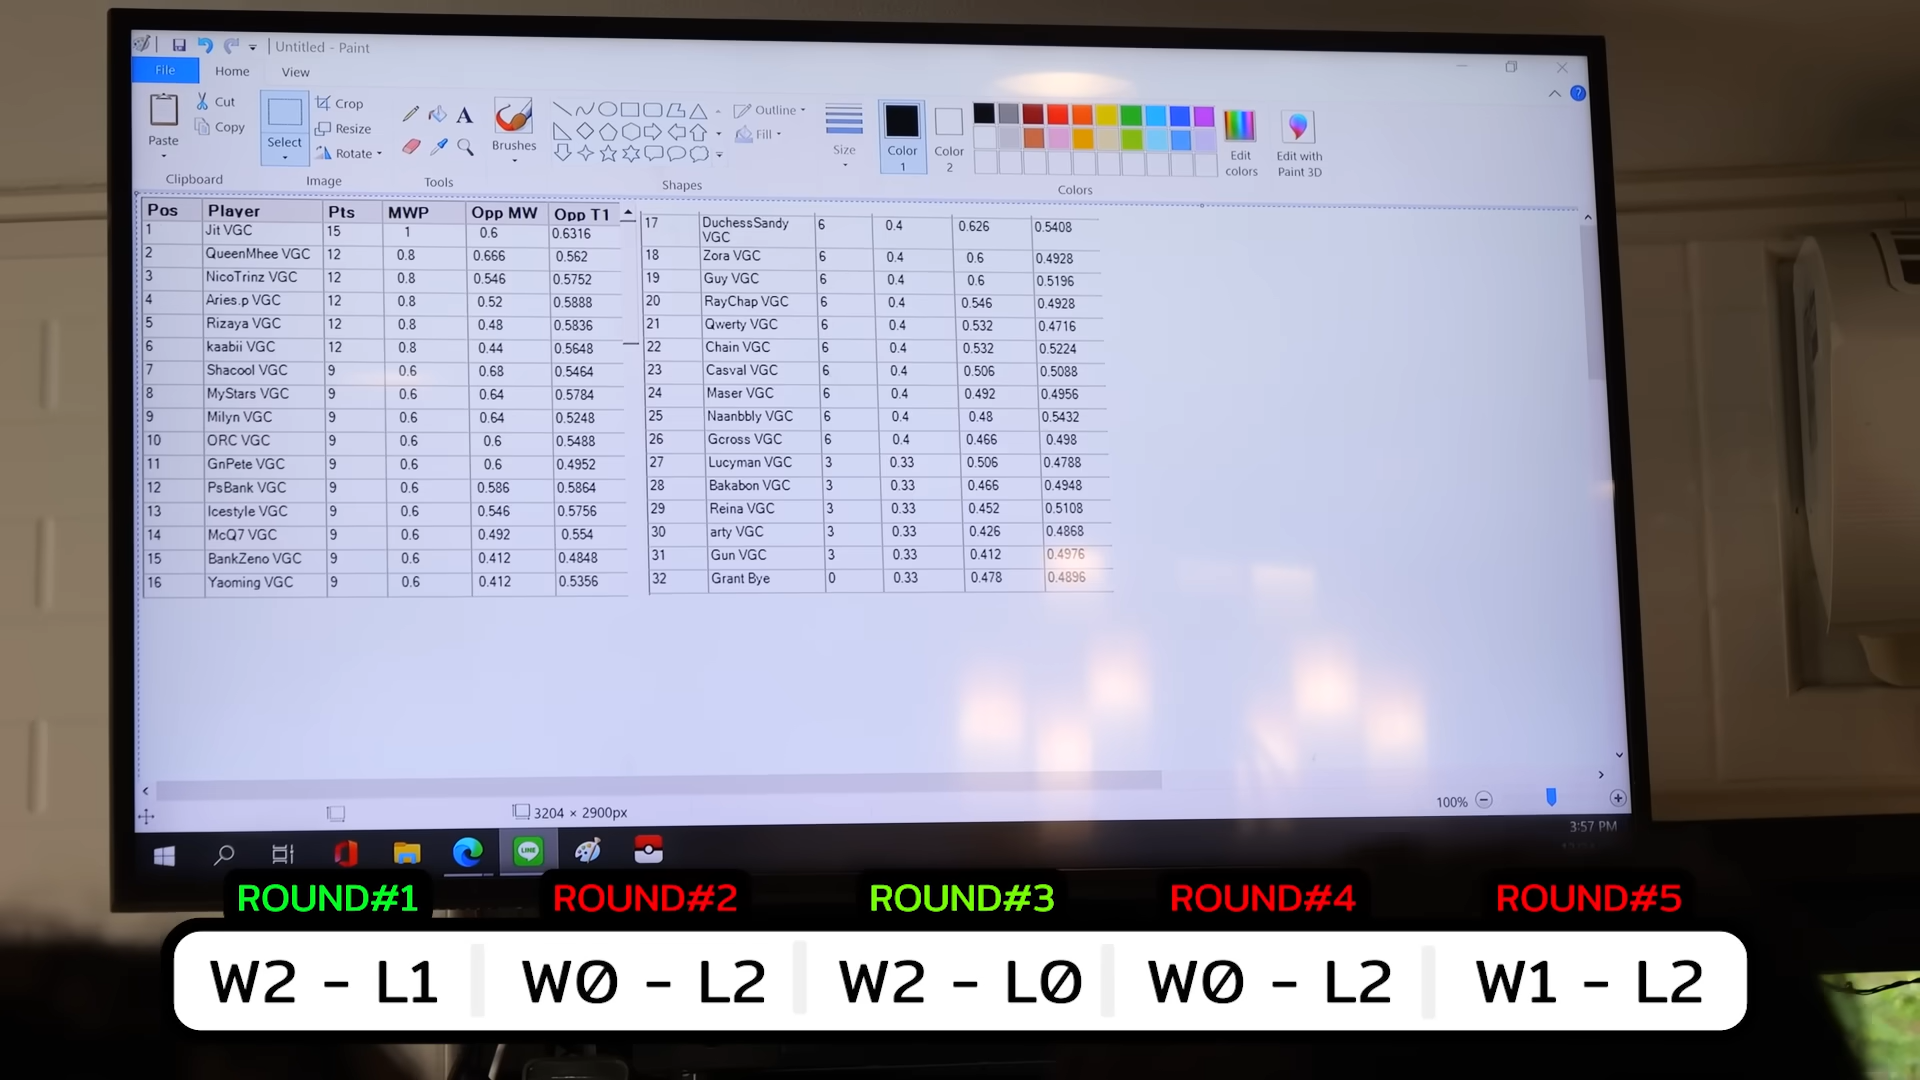 Untitled - Paint
File Home View
Paste Cut Copy Clipboard
Select Crop Resize Rotate Image
Tools
Brushes
Outline Fill Shapes
Size
Color 1 Color 2
Edit colors Edit with Paint 3D
Colors
Pos Player Pts MWP Opp MW Opp T1
1 Jit VGC 15 1 0.6 0.6316
2 QueenMhee VGC 12 0.8 0.666 0.562
3 NicoTrinz VGC 12 0.8 0.546 0.5752
4 Aries.p VGC 12 0.8 0.52 0.5888
5 Rizaya VGC 12 0.8 0.48 0.5836
6 kaabii VGC 12 0.8 0.44 0.5648
7 Shacool VGC 9 0.6 0.68 0.5464
8 MyStars VGC 9 0.6 0.64 0.5784
9 Milyn VGC 9 0.6 0.64 0.5248
10 ORC VGC 9 0.6 0.6 0.5488
11 GnPete VGC 9 0.6 0.6 0.4952
12 PsBank VGC 9 0.6 0.586 0.5864
13 Icestyle VGC 9 0.6 0.546 0.5756
14 McQ7 VGC 9 0.6 0.492 0.554
15 BankZeno VGC 9 0.6 0.412 0.4848
16 Yaoming VGC 9 0.6 0.412 0.5356
17 DuchessSandy VGC 6 0.4 0.626 0.5408
18 Zora VGC 6 0.4 0.6 0.4928
19 Guy VGC 6 0.4 0.6 0.5196
20 RayChap VGC 6 0.4 0.546 0.4928
21 Qwerty VGC 6 0.4 0.532 0.4716
22 Chain VGC 6 0.4 0.532 0.5224
23 Casval VGC 6 0.4 0.506 0.5088
24 Maser VGC 6 0.4 0.492 0.4956
25 Naanbbly VGC 6 0.4 0.48 0.5432
26 Gcross VGC 6 0.4 0.466 0.498
27 Lucyman VGC 3 0.33 0.506 0.4788
28 Bakabon VGC 3 0.33 0.466 0.4948
29 Reina VGC 3 0.33 0.452 0.5108
30 arty VGC 3 0.33 0.426 0.4868
31 Gun VGC 3 0.33 0.412 0.4976
32 Grant Bye 0 0.33 0.478 0.4896
3204 × 2900px
100%
3:57 PM
LINE
ROUND#1 ROUND#2 ROUND#3 ROUND#4 ROUND#5
W2 - L1 W0 - L2 W2 - L0 W0 - L2 W1 - L2